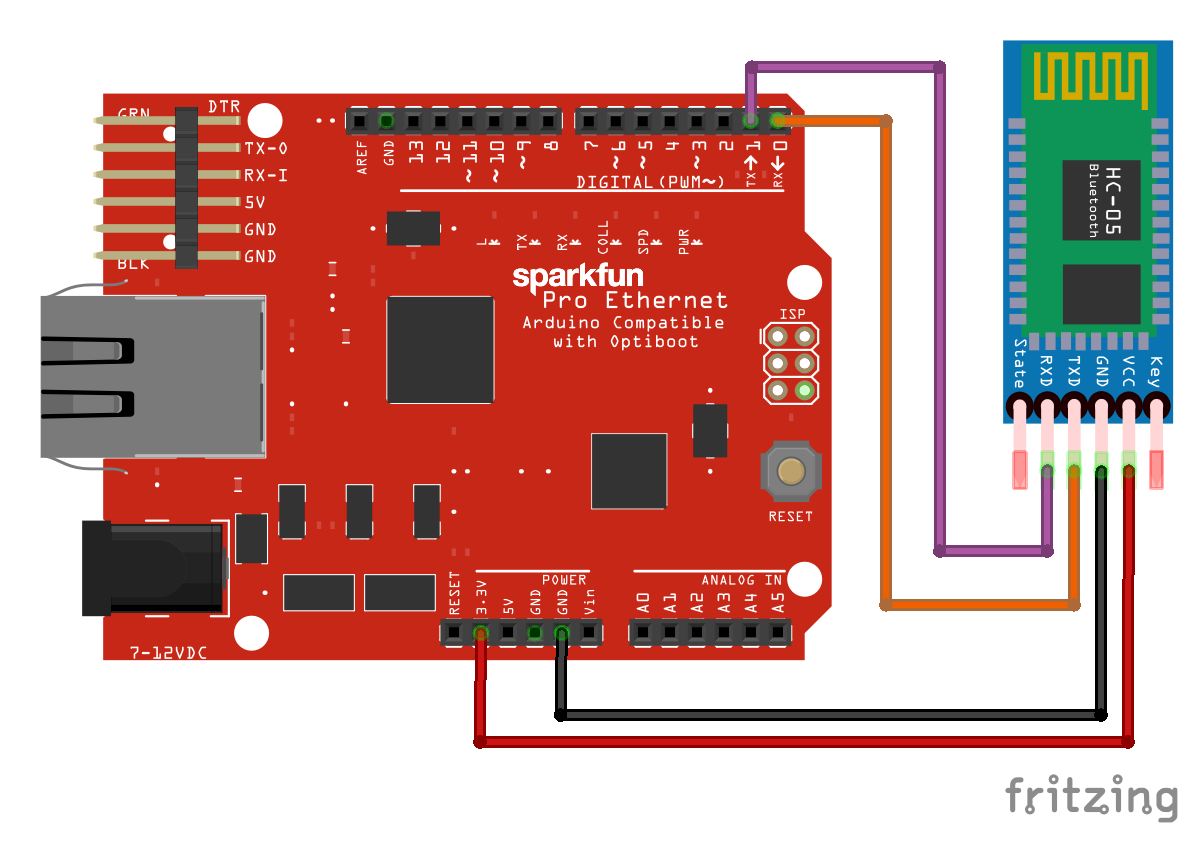 GRN
DTR
TX-O
RX-I
5V
GND
GND
BLK
AREF
GND
13
12
~11
~10
~9
8
7
~6
~5
4
~3
2
TX→1
RX←0
DIGITAL (PWM~)
L
TX
RX
COLL
SPD
PWR
sparkfun
Pro Ethernet
Arduino Compatible
with Optiboot
ISP
RESET
7-12VDC
POWER
RESET
3.3V
5V
GND
GND
Vin
ANALOG IN
A0
A1
A2
A3
A4
A5
HC-05
Bluetooth
State
RXD
TXD
GND
VCC
Key
fritzing